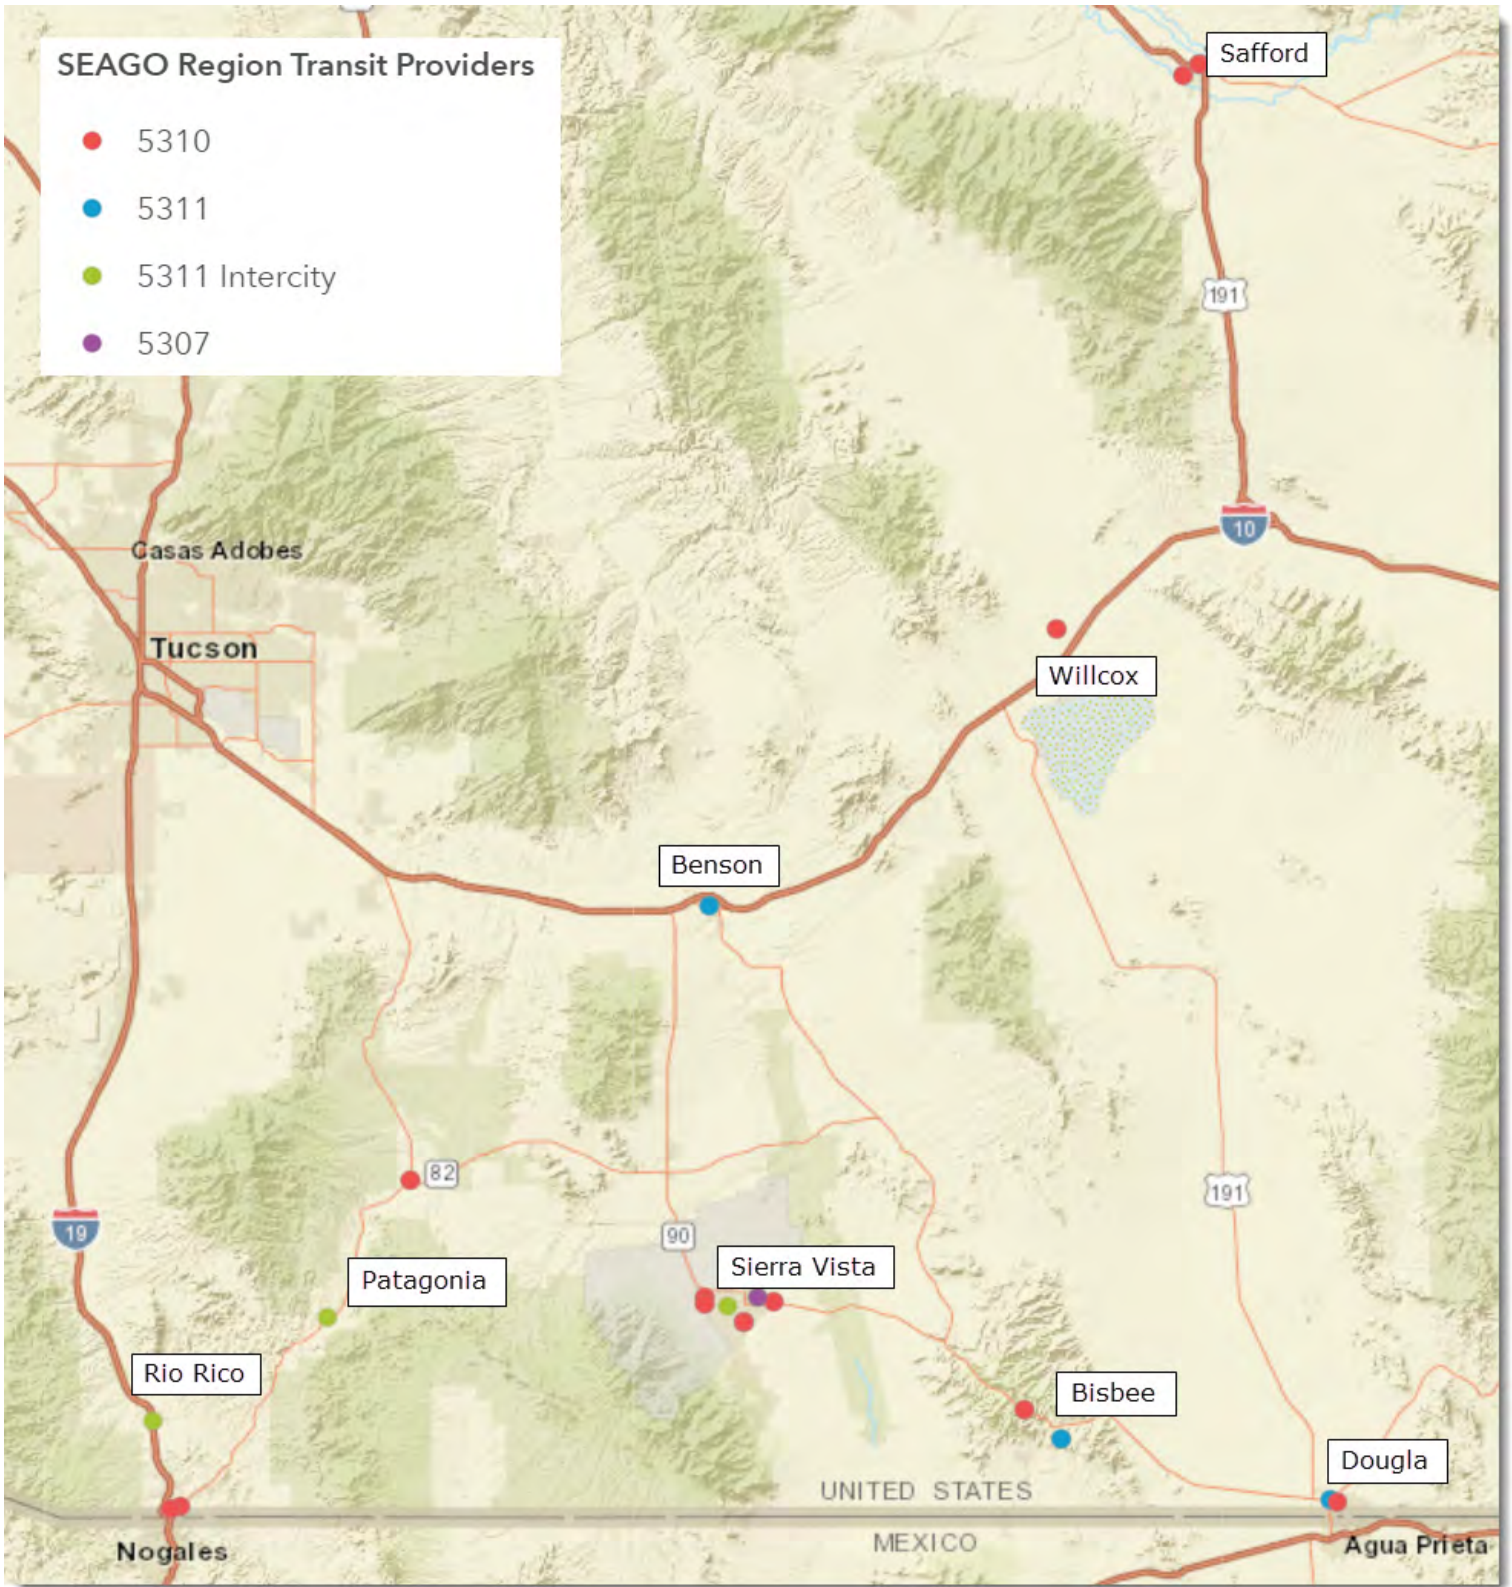 SEAGO Region Transit Providers
5310
5311
5311 Intercity
5307
Safford
191
10
Casas Adobes
Tucson
Willcox
Benson
82
191
19
90
Sierra Vista
Patagonia
Rio Rico
Bisbee
Dougla
UNITED STATES
MEXICO
Nogales
Agua Prieta